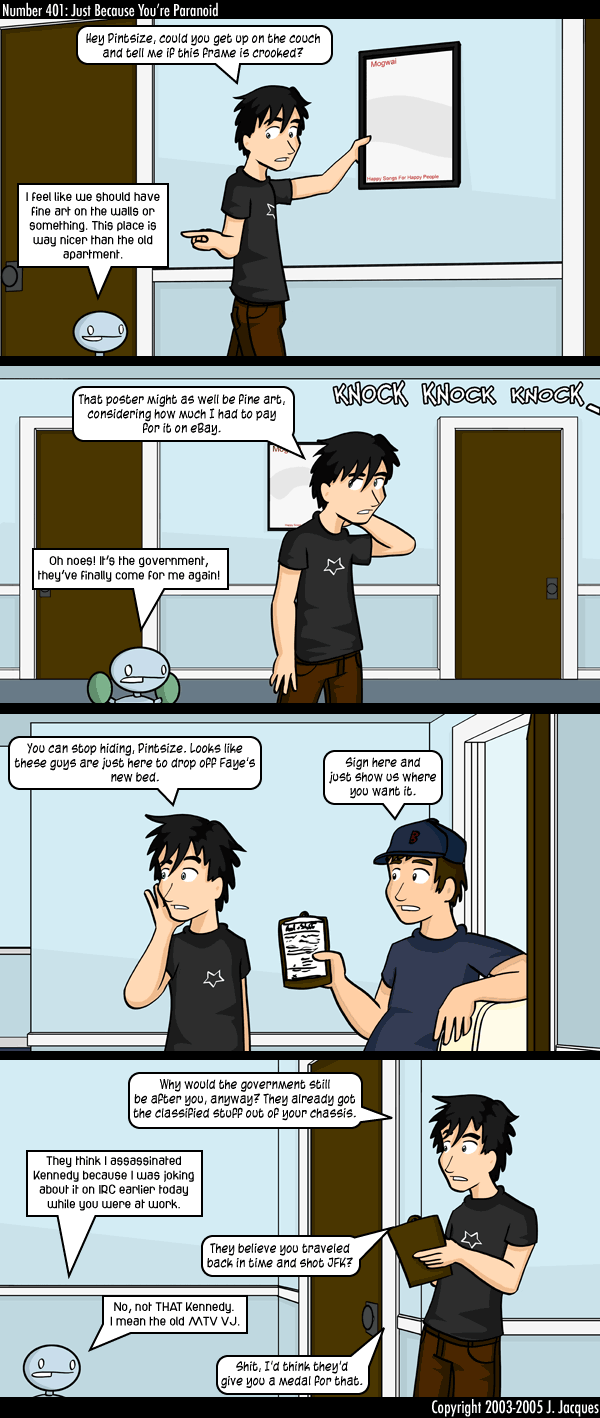 Number 401: Just Because You're Paranoid
Hey Pintsize, could you get up on the couch
and tell me if this frame is crooked?
Mogwai
Happy Songs For Happy People
I feel like we should have
fine art on the walls or
something. This place is
way nicer than the old
apartment.
That poster might as well be fine art,
considering how much I had to pay
for it on eBay.
KNOCK KNOCK KNOCK
Oh noes! It's the government,
they've finally come for me again!
You can stop hiding, Pintsize. Looks like
these guys are just here to drop off Faye's
new bed.
Sign here and
just show us where
you want it.
B
Why would the government still
be after you, anyway? They already got
the classified stuff out of your chassis.
They think I assassinated
Kennedy because I was joking
about it on IRC earlier today
while you were at work.
They believe you traveled
back in time and shot JFK?
No, not THAT Kennedy.
I mean the old MTV VJ.
Shit, I'd think they'd
give you a medal for that.
Copyright 2003-2005 J. Jacques